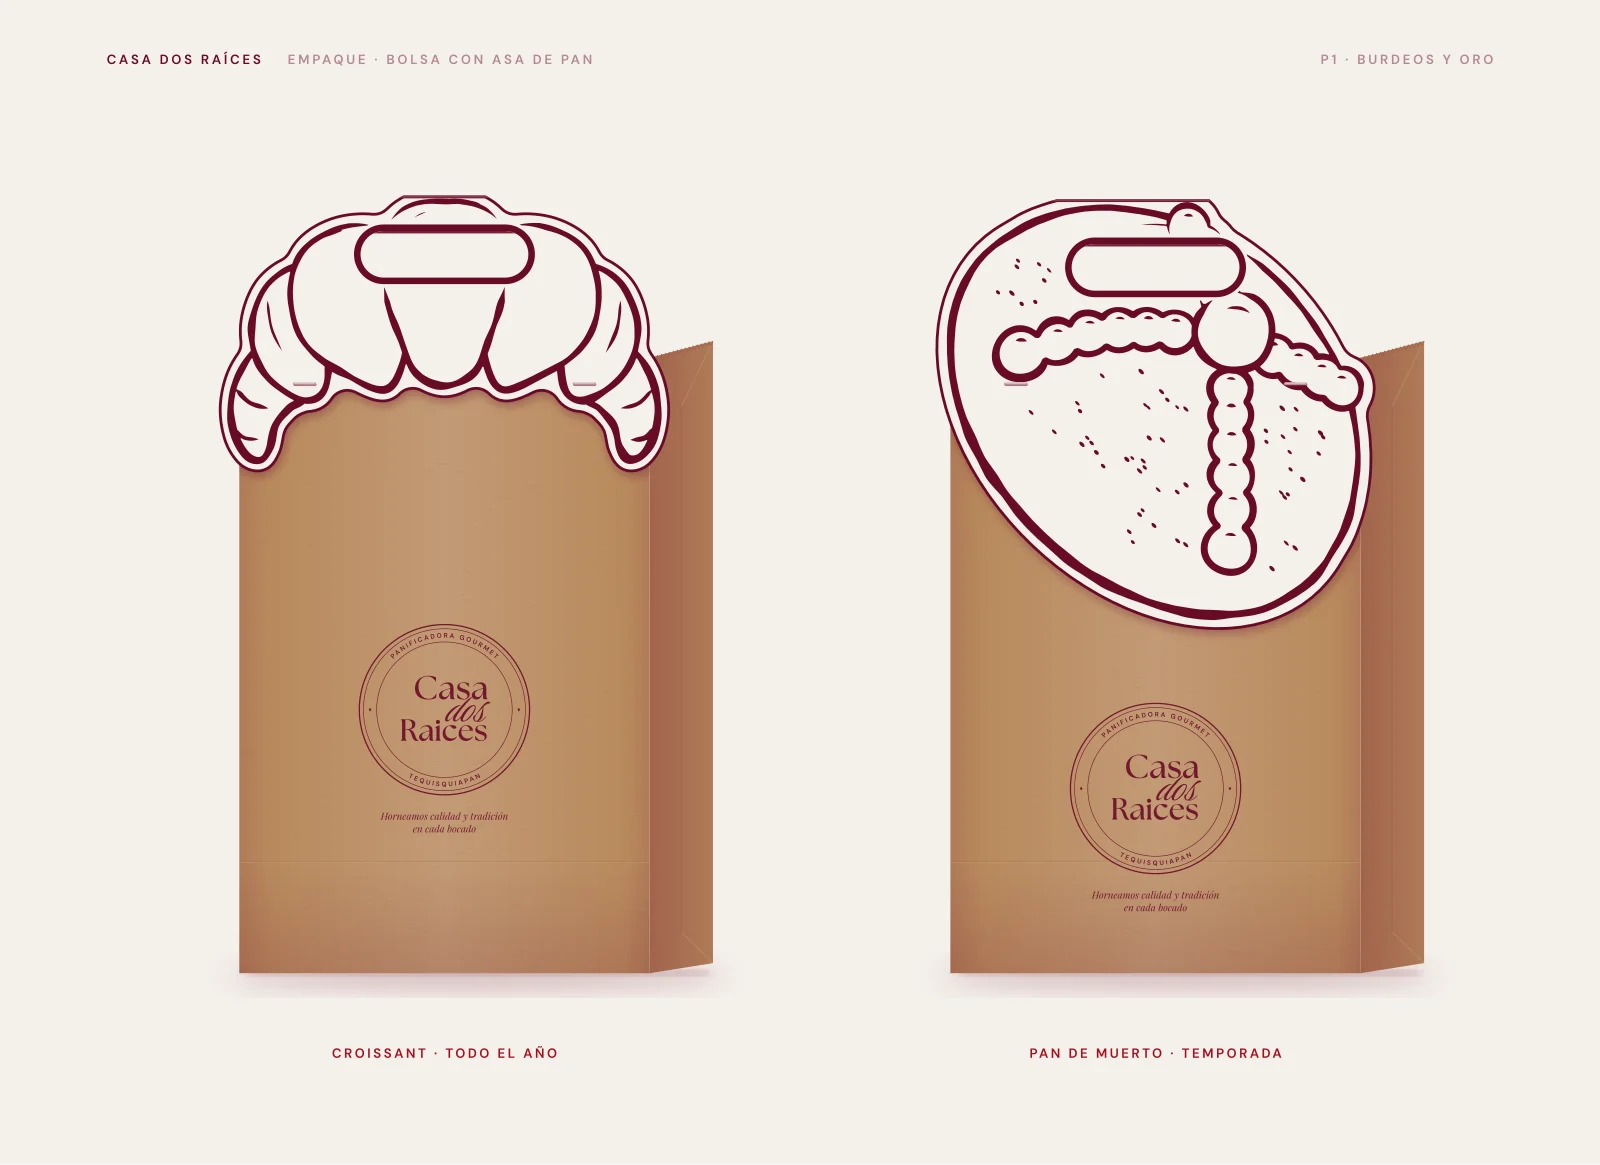 CASA DOS RAÍCES EMPAQUE · BOLSA CON ASA DE PAN
P1 · BURDEOS Y ORO
PANIFICADORA GOURMET
Casa
dos
Raices
TEQUISQUIAPAN
Horneamos calidad y tradición
en cada bocado
PANIFICADORA GOURMET
Casa
dos
Raices
TEQUISQUIAPAN
Horneamos calidad y tradición
en cada bocado
CROISSANT · TODO EL AÑO
PAN DE MUERTO · TEMPORADA